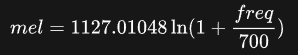 mel = 1127.01048 ln(1 + freq/700)